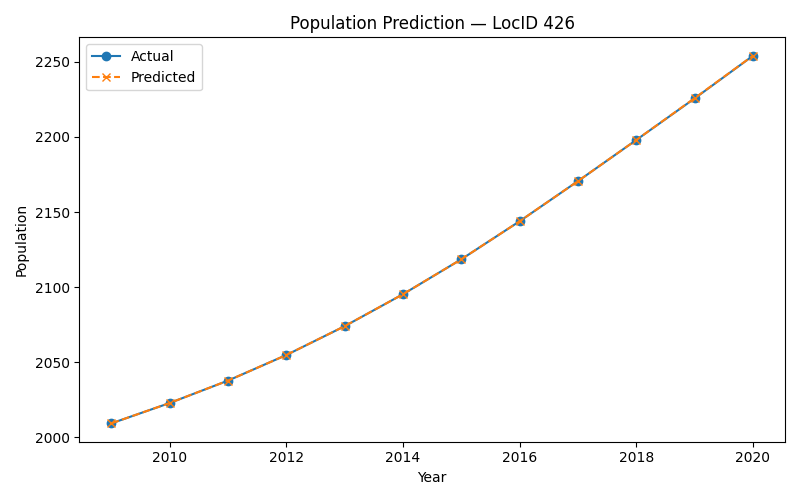 Population Prediction — LocID 426
Actual
Predicted
2250
2200
2150
2100
2050
2000
Population
2010 2012 2014 2016 2018 2020
Year